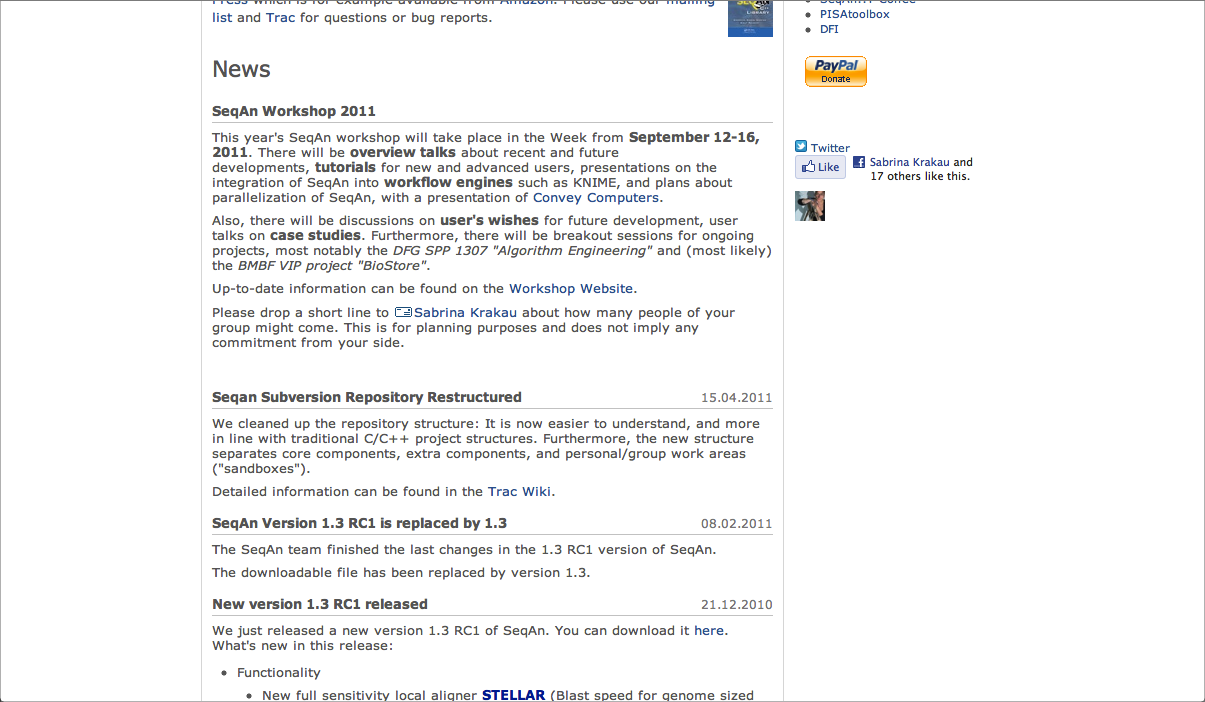 Press which is for example available from Amazon. Please use our mailing
list and Trac for questions or bug reports.
LIBRARY
News
SeqAn Workshop 2011
This year's SeqAn workshop will take place in the Week from September 12-16,
2011. There will be overview talks about recent and future
developments, tutorials for new and advanced users, presentations on the
integration of SeqAn into workflow engines such as KNIME, and plans about
parallelization of SeqAn, with a presentation of Convey Computers.
Also, there will be discussions on user's wishes for future development, user
talks on case studies. Furthermore, there will be breakout sessions for ongoing
projects, most notably the DFG SPP 1307 "Algorithm Engineering" and (most likely)
the BMBF VIP project "BioStore".
Up-to-date information can be found on the Workshop Website.
Please drop a short line to Sabrina Krakau about how many people of your
group might come. This is for planning purposes and does not imply any
commitment from your side.
Seqan Subversion Repository Restructured 15.04.2011
We cleaned up the repository structure: It is now easier to understand, and more
in line with traditional C/C++ project structures. Furthermore, the new structure
separates core components, extra components, and personal/group work areas
("sandboxes").
Detailed information can be found in the Trac Wiki.
SeqAn Version 1.3 RC1 is replaced by 1.3 08.02.2011
The SeqAn team finished the last changes in the 1.3 RC1 version of SeqAn.
The downloadable file has been replaced by version 1.3.
New version 1.3 RC1 released 21.12.2010
We just released a new version 1.3 RC1 of SeqAn. You can download it here.
What's new in this release:
• Functionality
• New full sensitivity local aligner STELLAR (Blast speed for genome sized
• PISAtoolbox
• DFI
PayPal
Donate
Twitter
Like
Sabrina Krakau and
17 others like this.